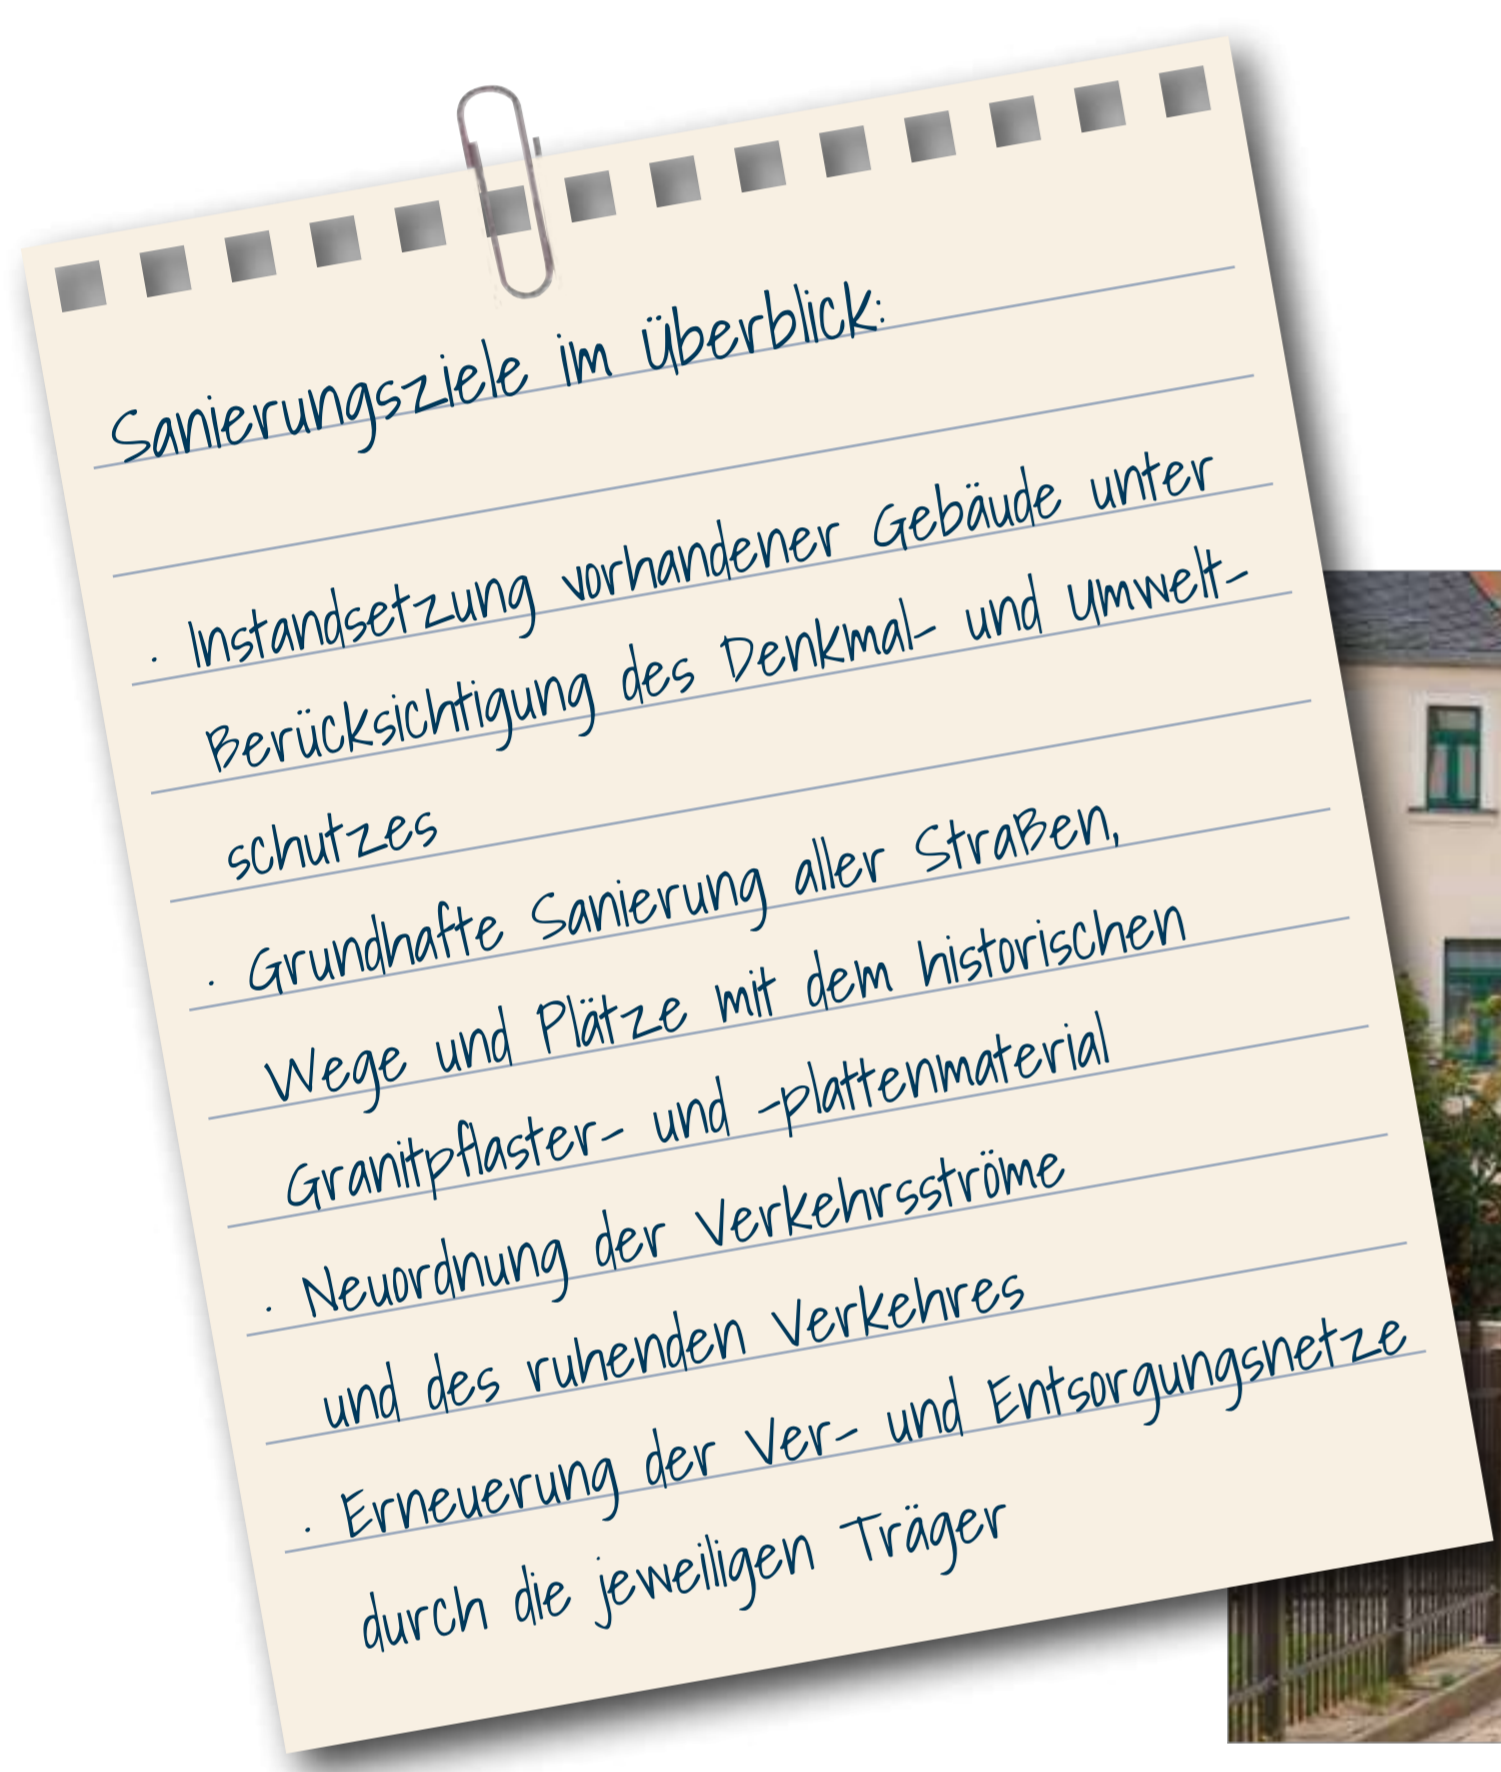 Sanierungsziele im Überblick:
· Instandsetzung vorhandener Gebäude unter
Berücksichtigung des Denkmal- und Umwelt-
schutzes
· Grundhafte Sanierung aller Straßen,
Wege und Plätze mit dem historischen
Granitpflaster- und -plattenmaterial
· Neuordnung der Verkehrsströme
und des ruhenden Verkehres
· Erneuerung der Ver- und Entsorgungsnetze
durch die jeweiligen Träger